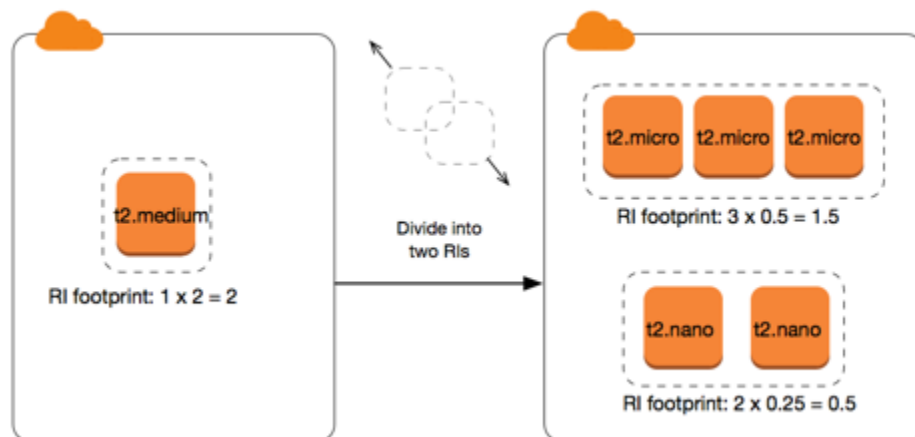 t2.medium
RI footprint: 1 x 2 = 2
Divide into
two RIs
t2.micro t2.micro t2.micro
RI footprint: 3 x 0.5 = 1.5
t2.nano t2.nano
RI footprint: 2 x 0.25 = 0.5